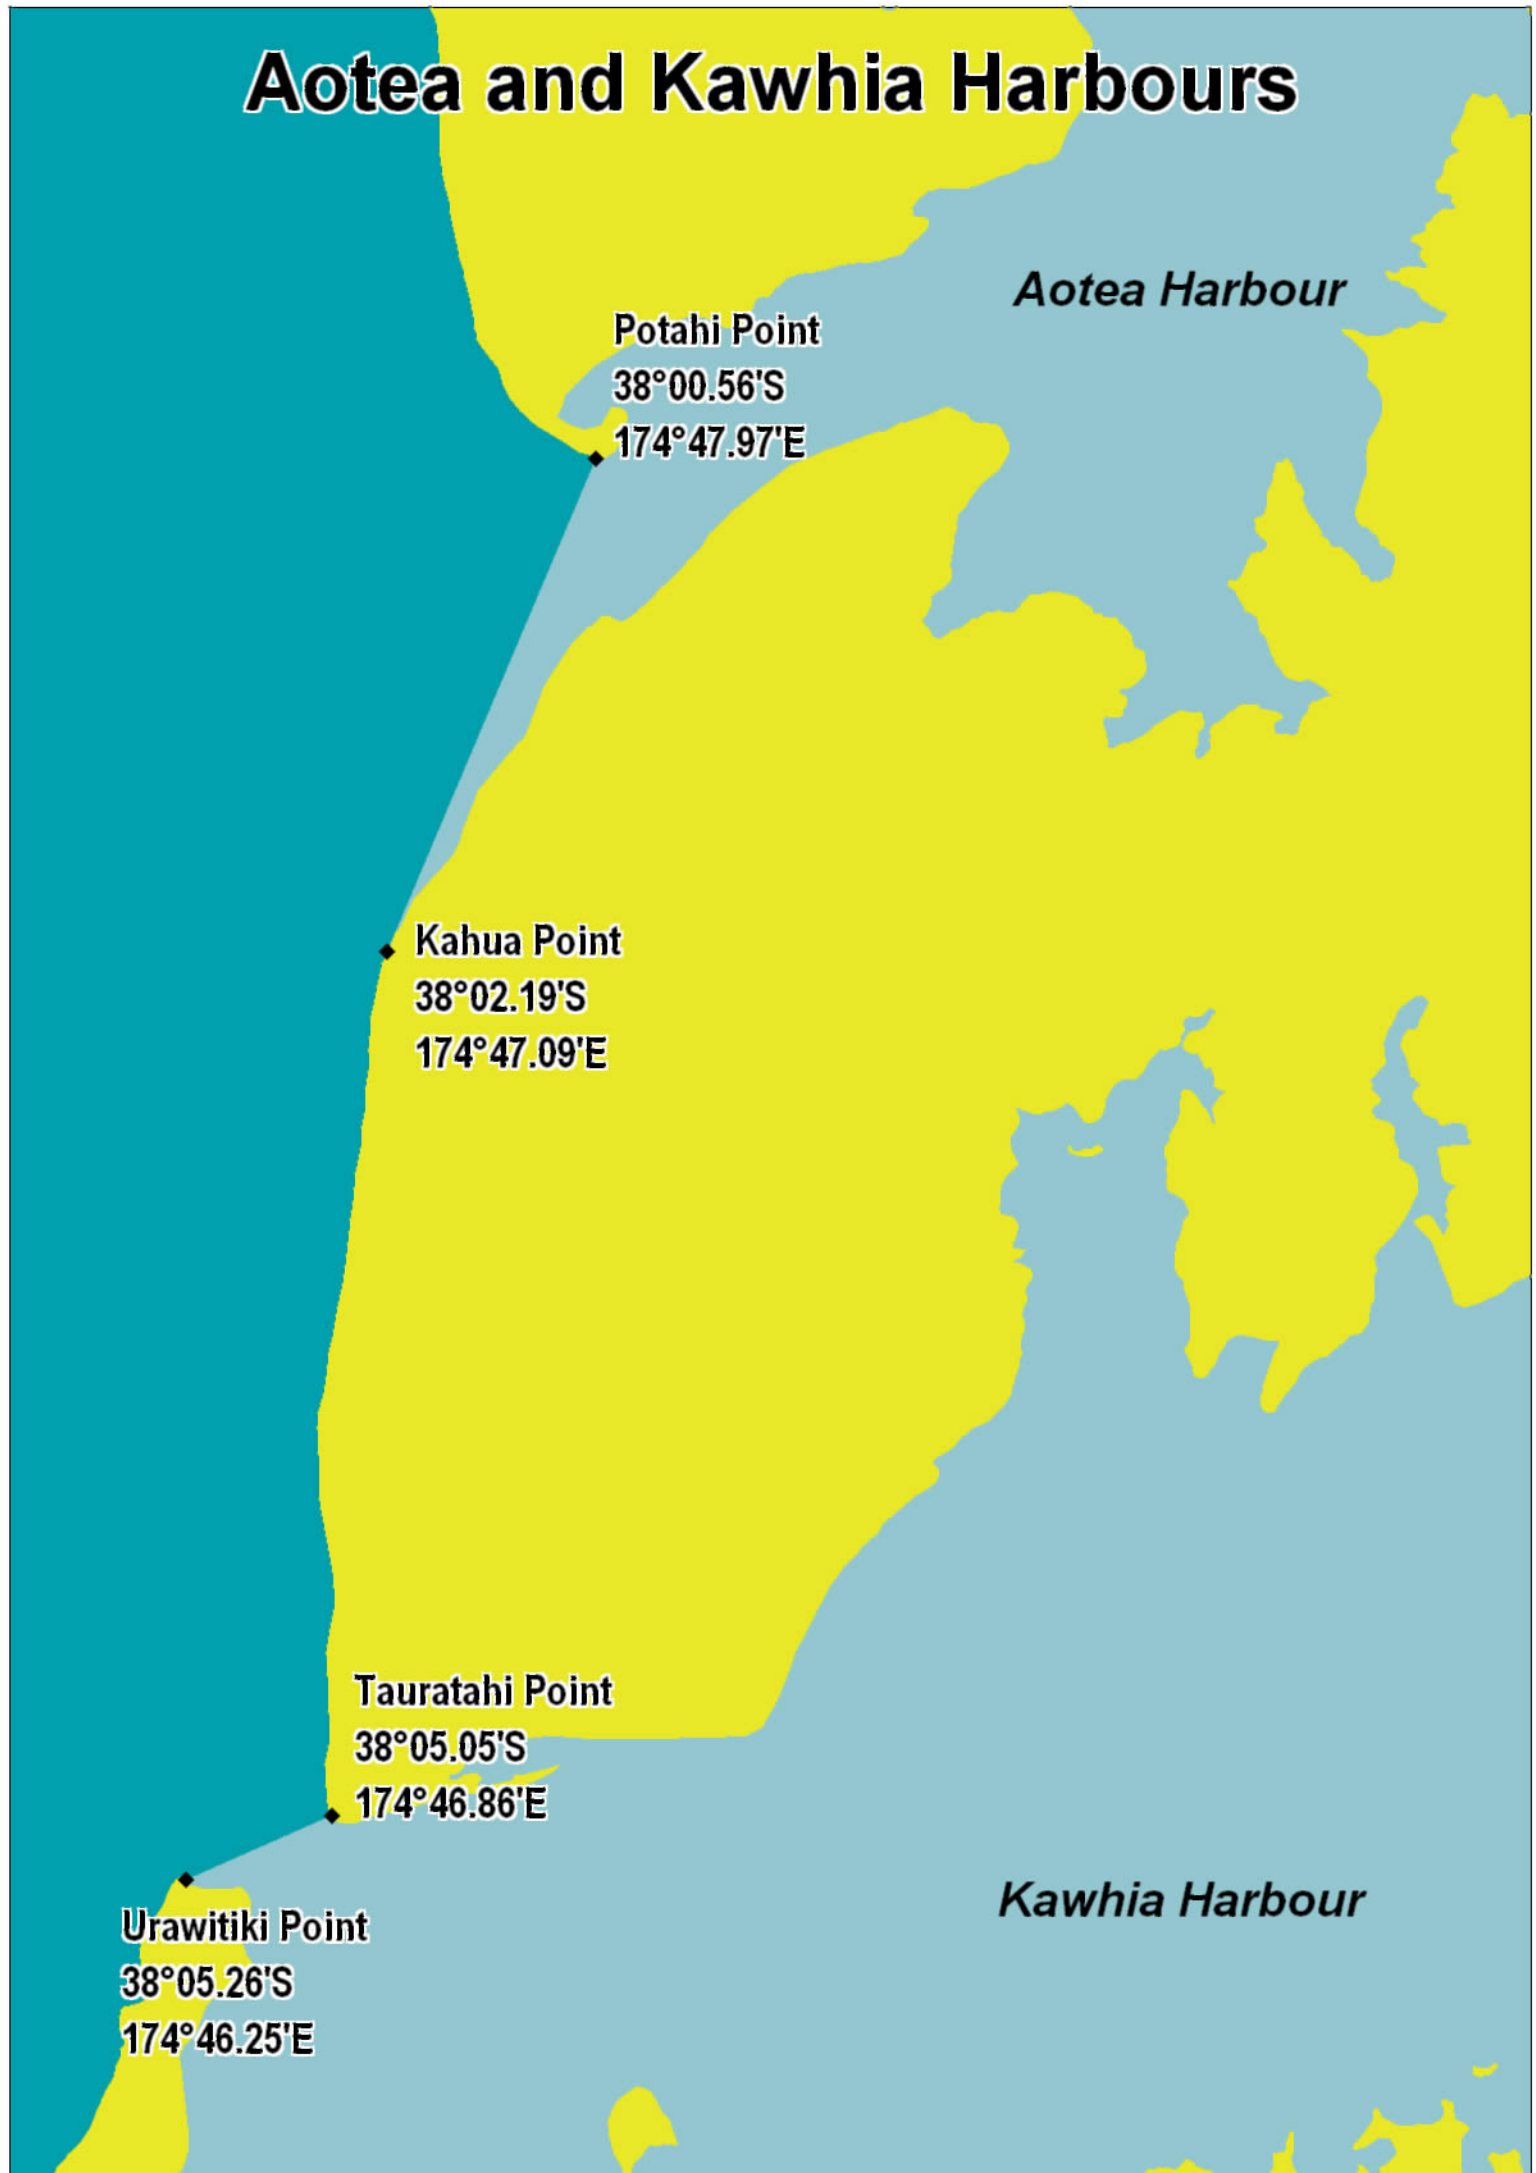 Aotea and Kawhia Harbours
Aotea Harbour
Potahi Point
38°00.56'S
174°47.97'E
Kahua Point
38°02.19'S
174°47.09'E
Tauratahi Point
38°05.05'S
174°46.86'E
Kawhia Harbour
Urawitiki Point
38°05.26'S
174°46.25'E